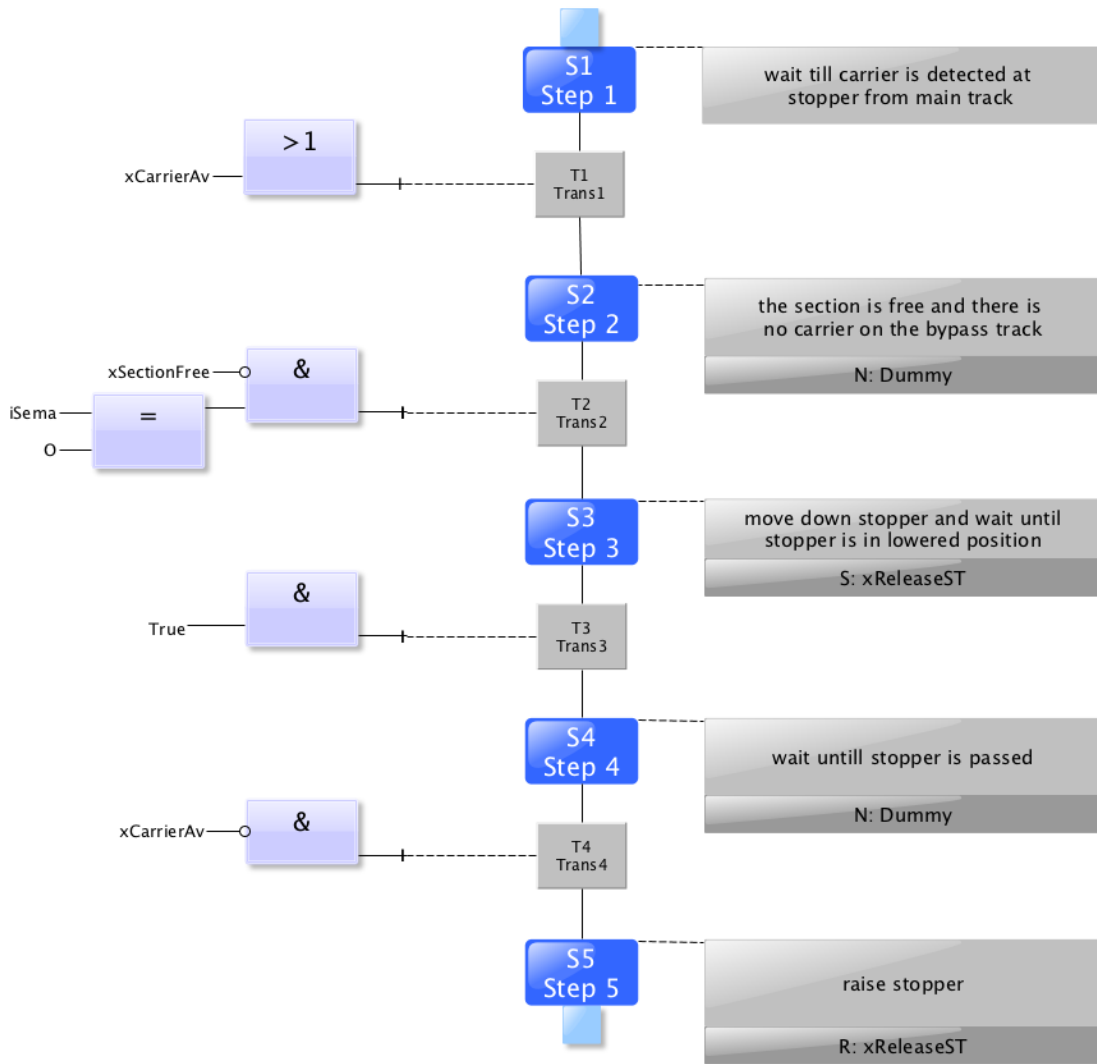 S1
Step 1
wait till carrier is detected at
stopper from main track
>1
xCarrierAv
T1
Trans1
S2
Step 2
the section is free and there is
no carrier on the bypass track
N: Dummy
xSectionFree
&
iSema
=
O
T2
Trans2
S3
Step 3
move down stopper and wait until
stopper is in lowered position
S: xReleaseST
&
True
T3
Trans3
S4
Step 4
wait untill stopper is passed
N: Dummy
&
xCarrierAv
T4
Trans4
S5
Step 5
raise stopper
R: xReleaseST